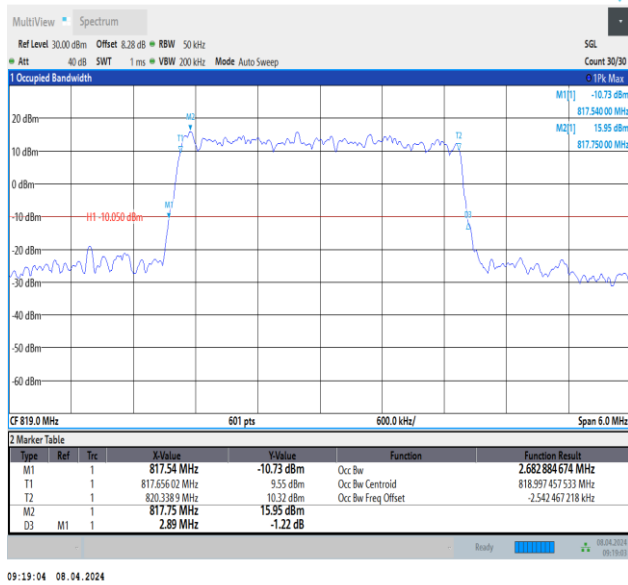 MultiView Spectrum
Ref Level 30.00 dBm Offset 8.28 dB RBW 50 kHz SGL
Att 40 dB SWT 1 ms VBW 200 kHz Mode Auto Sweep Count 30/30
1 Occupied Bandwidth 1Pk Max
M1[1] -10.73 dBm
817.540 00 MHz
M2[1] 15.95 dBm
817.750 00 MHz
20 dBm
M2
T1
T2
10 dBm
0 dBm
M1
-10 dBm
H1 -10.050 dBm
D3
-20 dBm
-30 dBm
-40 dBm
-50 dBm
-60 dBm
CF 819.0 MHz 601 pts 600.0 kHz/ Span 6.0 MHz
2 Marker Table
Type Ref Trc X-Value Y-Value Function Function Result
M1 1 817.54 MHz -10.73 dBm Occ Bw 2.682 884 674 MHz
T1 1 817.656 02 MHz 9.55 dBm Occ Bw Centroid 818.997 457 533 MHz
T2 1 820.338 9 MHz 10.32 dBm Occ Bw Freq Offset -2.542 467 218 kHz
M2 1 817.75 MHz 15.95 dBm
D3 M1 1 2.89 MHz -1.22 dB
Ready 08.04.2024
09:19:03
09:19:04 08.04.2024